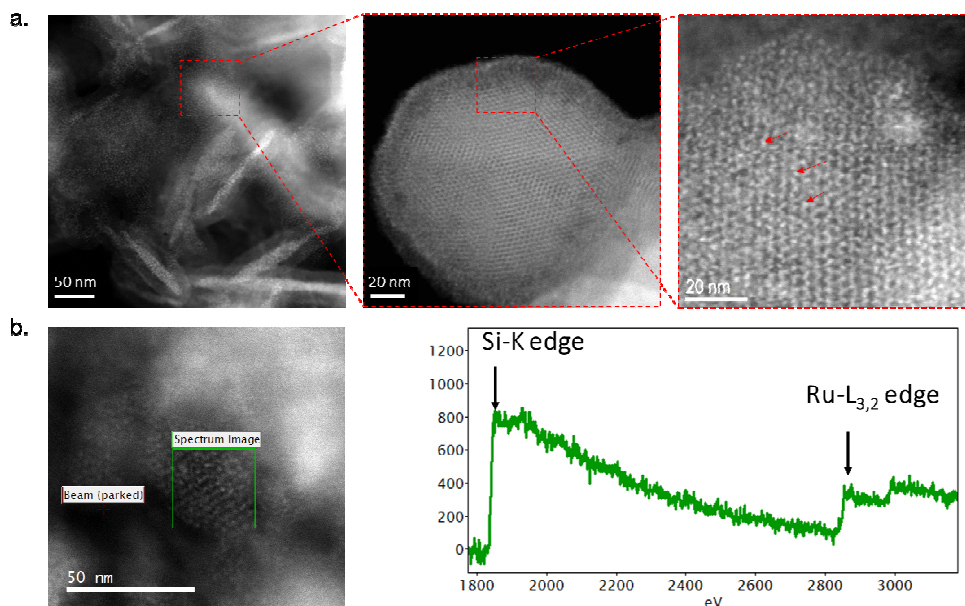 a.
50 nm
20 nm
20 nm
b.
Spectrum Image
Beam (parked)
50 nm
Si-K edge
Ru-L3,2 edge
1200
1000
800
600
400
200
0
1800 2000 2200 2400 2600 2800 3000
eV